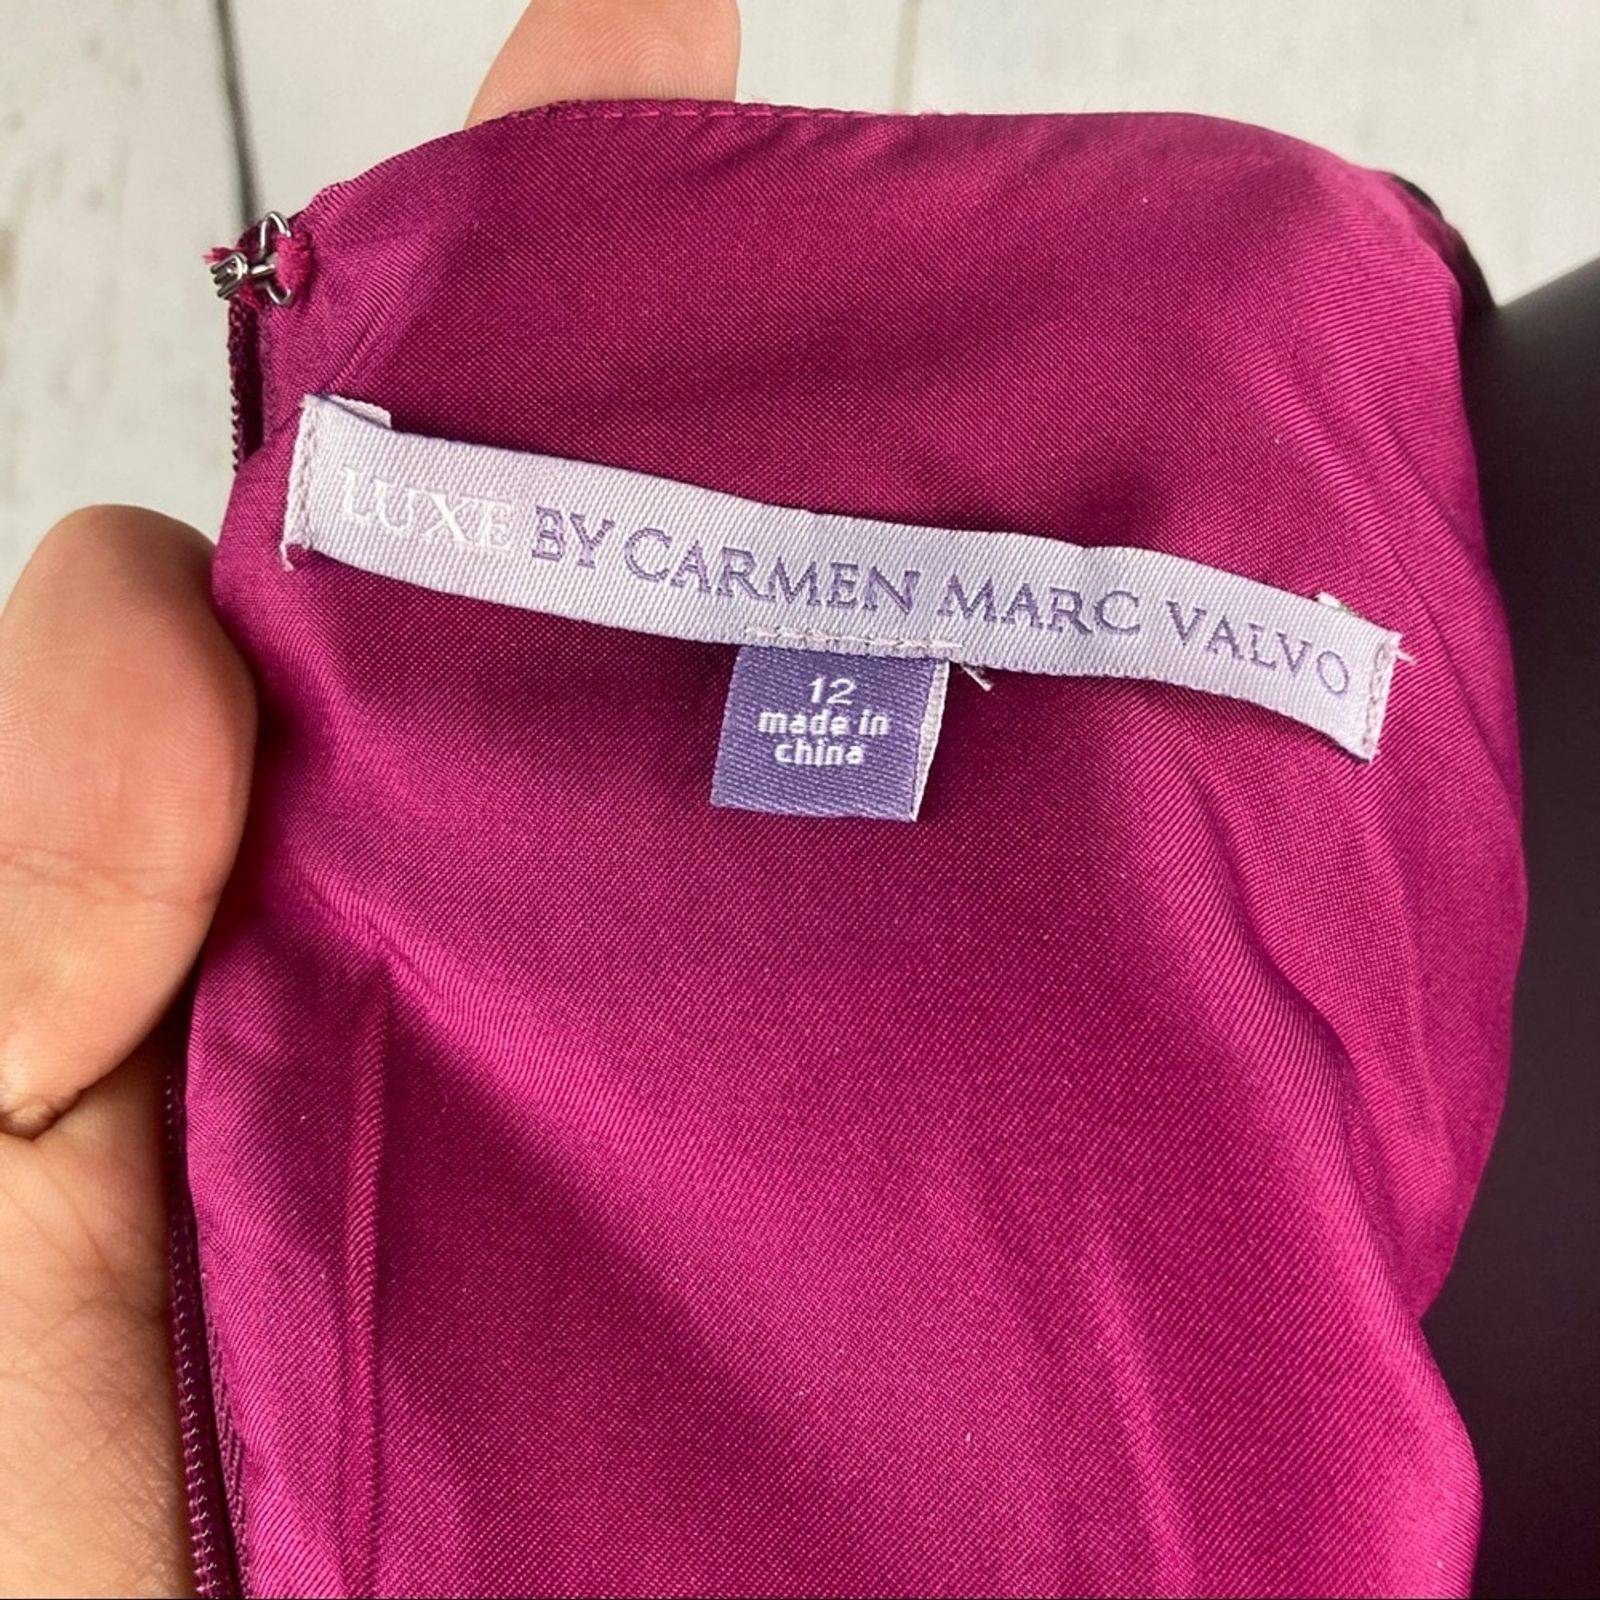 LUXE BY CARMEN MARC VALVO
12
made in
china